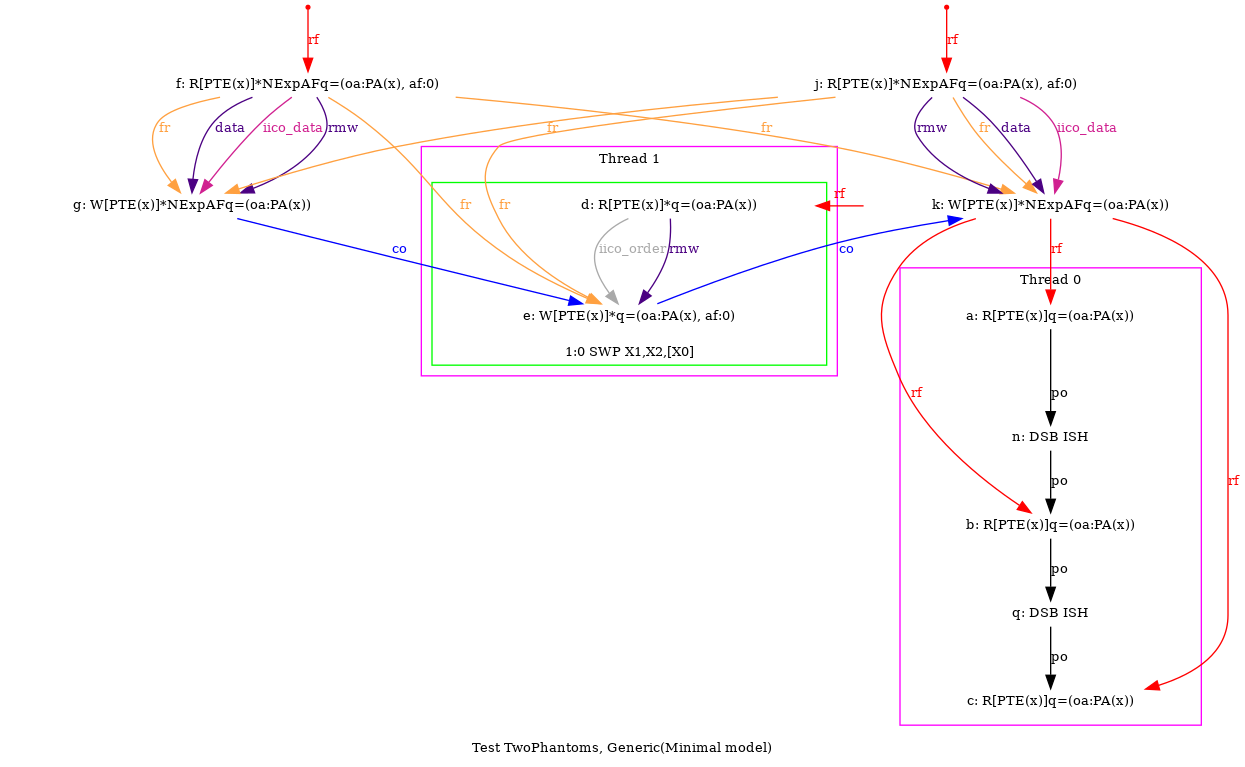 rf
rf
f: R[PTE(x)]*NExpAFq=(oa:PA(x), af:0)
j: R[PTE(x)]*NExpAFq=(oa:PA(x), af:0)
fr
data
iico_data
rmw
fr
fr
rmw
fr
data
iico_data
Thread 1
g: W[PTE(x)]*NExpAFq=(oa:PA(x))
fr
fr
d: R[PTE(x)]*q=(oa:PA(x))
rf
k: W[PTE(x)]*NExpAFq=(oa:PA(x))
co
iico_order
rmw
co
rf
Thread 0
e: W[PTE(x)]*q=(oa:PA(x), af:0)
a: R[PTE(x)]q=(oa:PA(x))
1:0 SWP X1,X2,[X0]
rf
po
n: DSB ISH
po
rf
b: R[PTE(x)]q=(oa:PA(x))
po
q: DSB ISH
po
c: R[PTE(x)]q=(oa:PA(x))
Test TwoPhantoms, Generic(Minimal model)